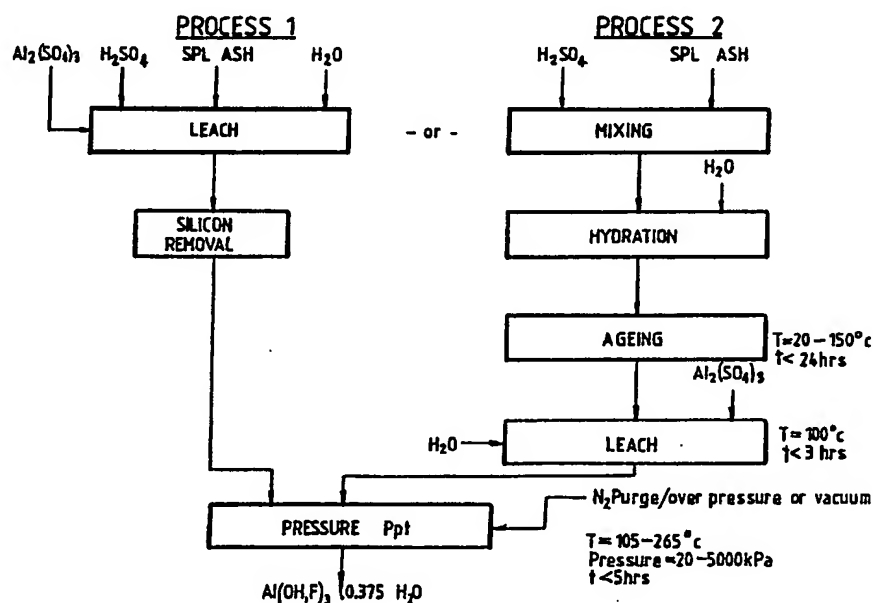 PROCESS 1
PROCESS 2
Al2(SO4)3 H2SO4 SPL ASH H2O
H2SO4 SPL ASH
LEACH
- or -
MIXING
H2O
SILICON
REMOVAL
HYDRATION
AGEING
T=20-150°c
t< 24hrs
Al2(SO4)3
H2O
LEACH
T=100°c
t<3 hrs
N2Purge/over pressure or vacuum
PRESSURE Ppt
T=105-265°c
Pressure=20-5000kPa
t<5hrs
Al(OH,F)3 (0.375 H2O